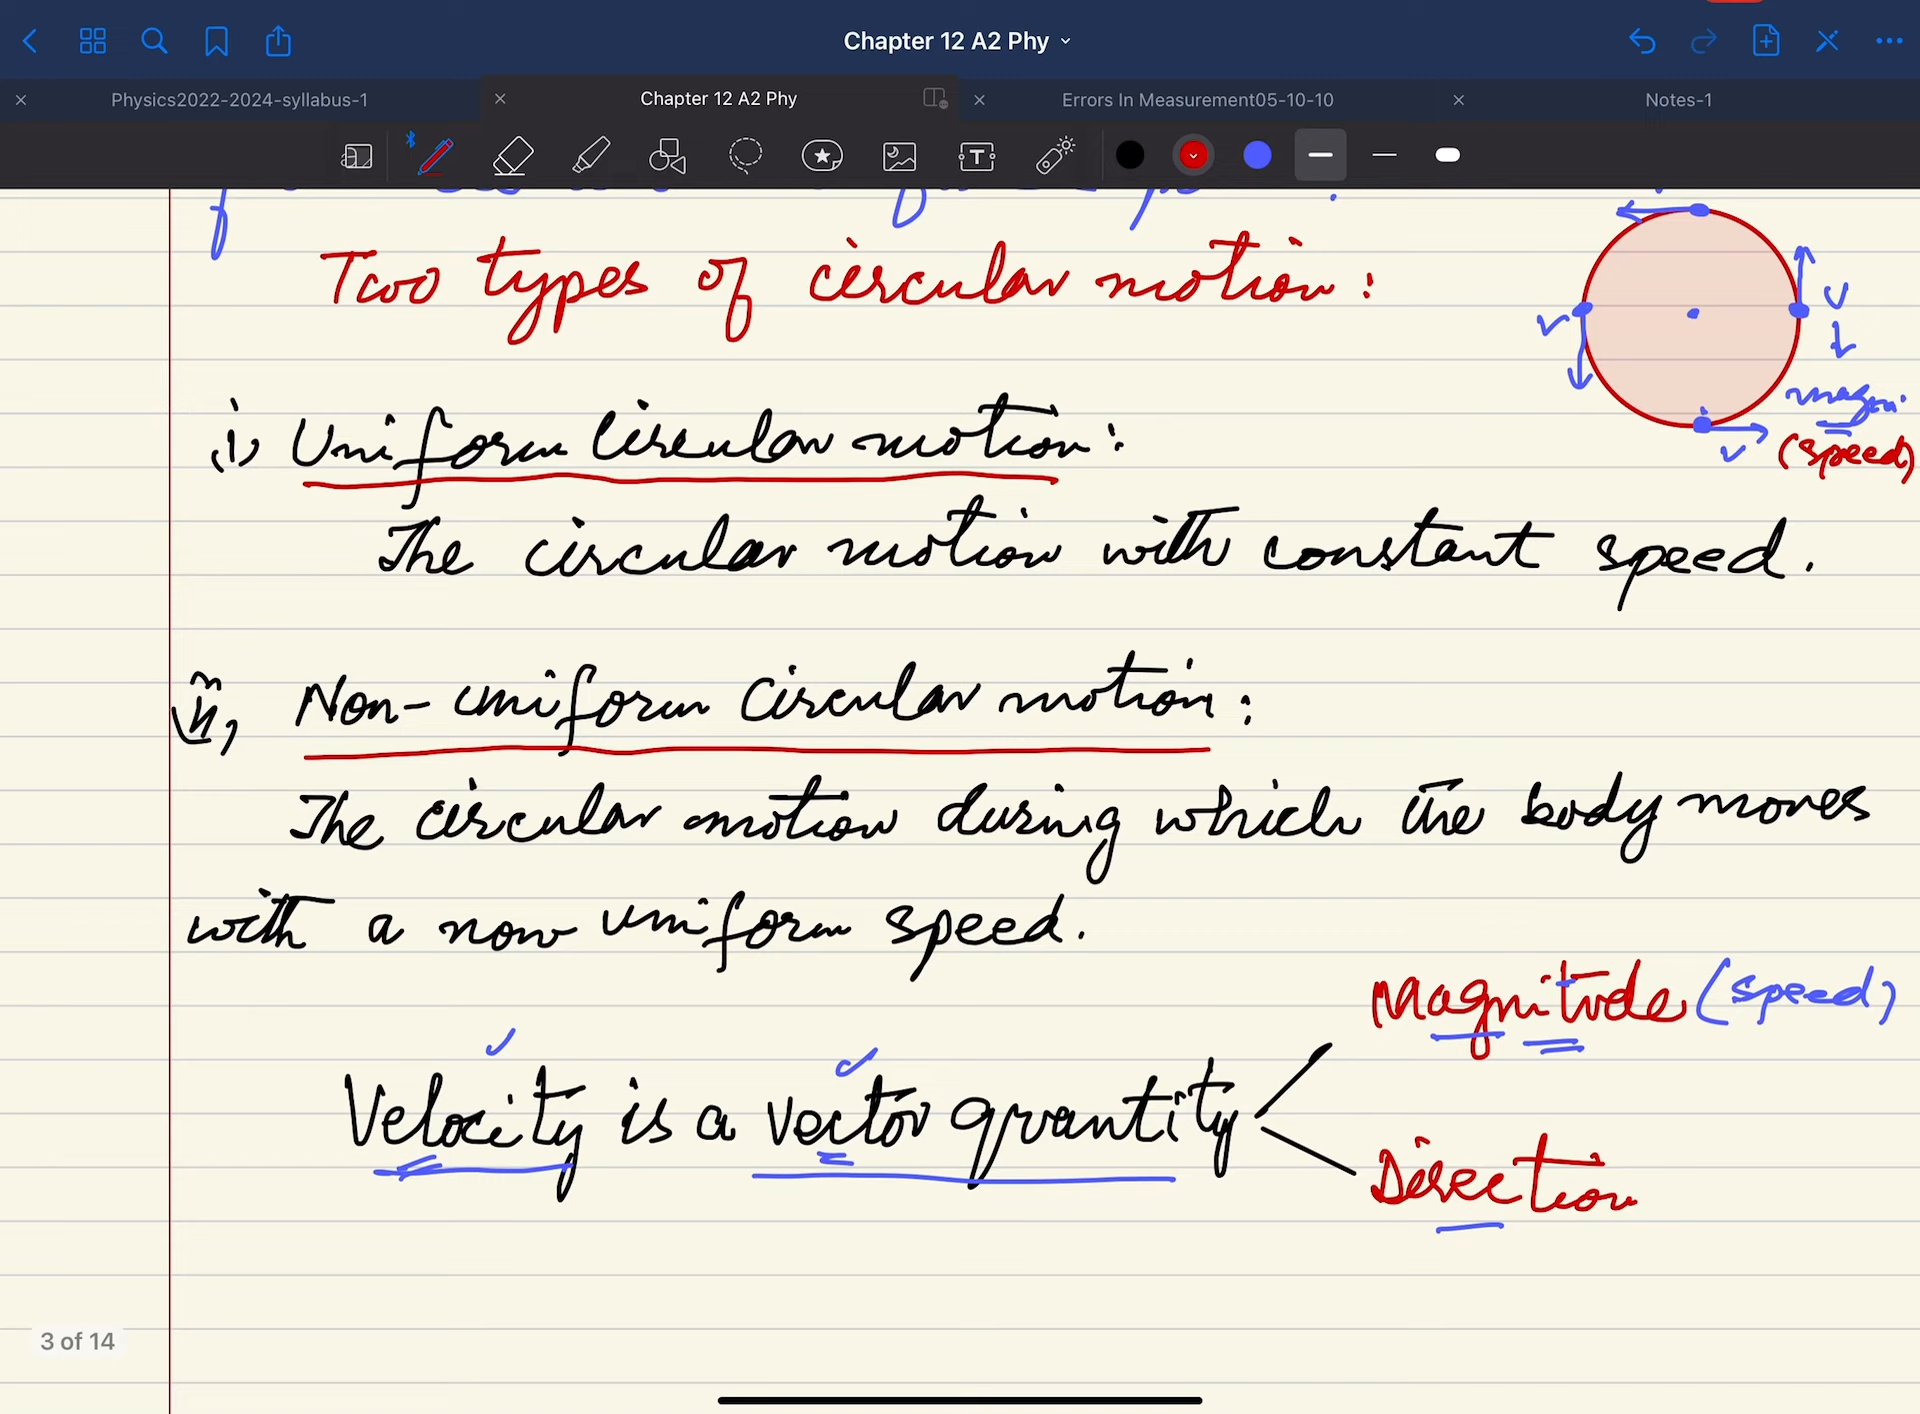 Chapter 12 A2 Phy
Physics2022-2024-syllabus-1
Chapter 12 A2 Phy
Errors In Measurement05-10-10
Notes-1
Two types of circular motion:
v
v
magni.
v
(speed)
i) Uniform Circular motion:
The circular motion with constant speed.
ii, Non-uniform Circular motion:
The circular motion during which the body moves
with a non uniform speed.
Magnitude (speed)
Velocity is a vector quantity
Direction
3 of 14